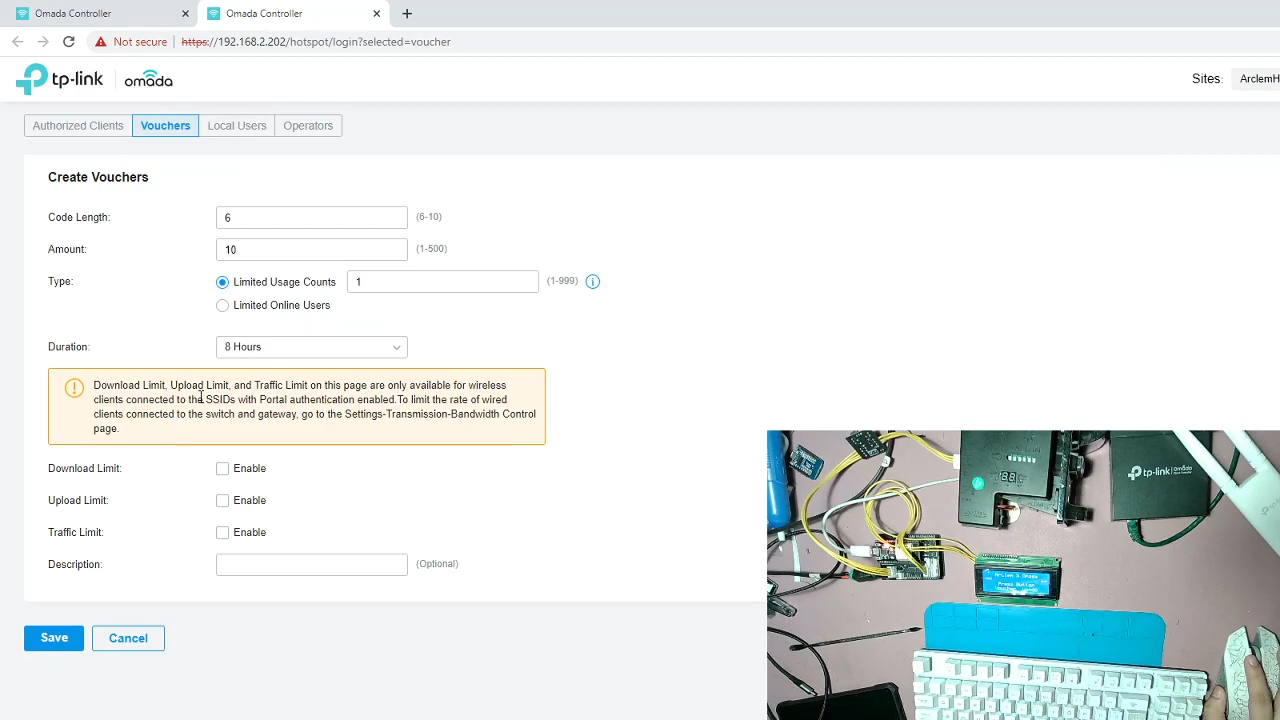 Omada Controller
Omada Controller
Not secure | https://192.168.2.202/hotspot/login?selected=voucher
tp-link | omada
Sites: ArclemH
Authorized Clients Vouchers Local Users Operators
Create Vouchers
Code Length: 6 (6-10)
Amount: 10 (1-500)
Type: Limited Usage Counts 1 (1-999)
Limited Online Users
Duration: 8 Hours
Download Limit, Upload Limit, and Traffic Limit on this page are only available for wireless
clients connected to the SSIDs with Portal authentication enabled.To limit the rate of wired
clients connected to the switch and gateway, go to the Settings-Transmission-Bandwidth Control
page.
Download Limit: Enable
Upload Limit: Enable
Traffic Limit: Enable
Description: (Optional)
Save Cancel
tp-link | omada
Press Button